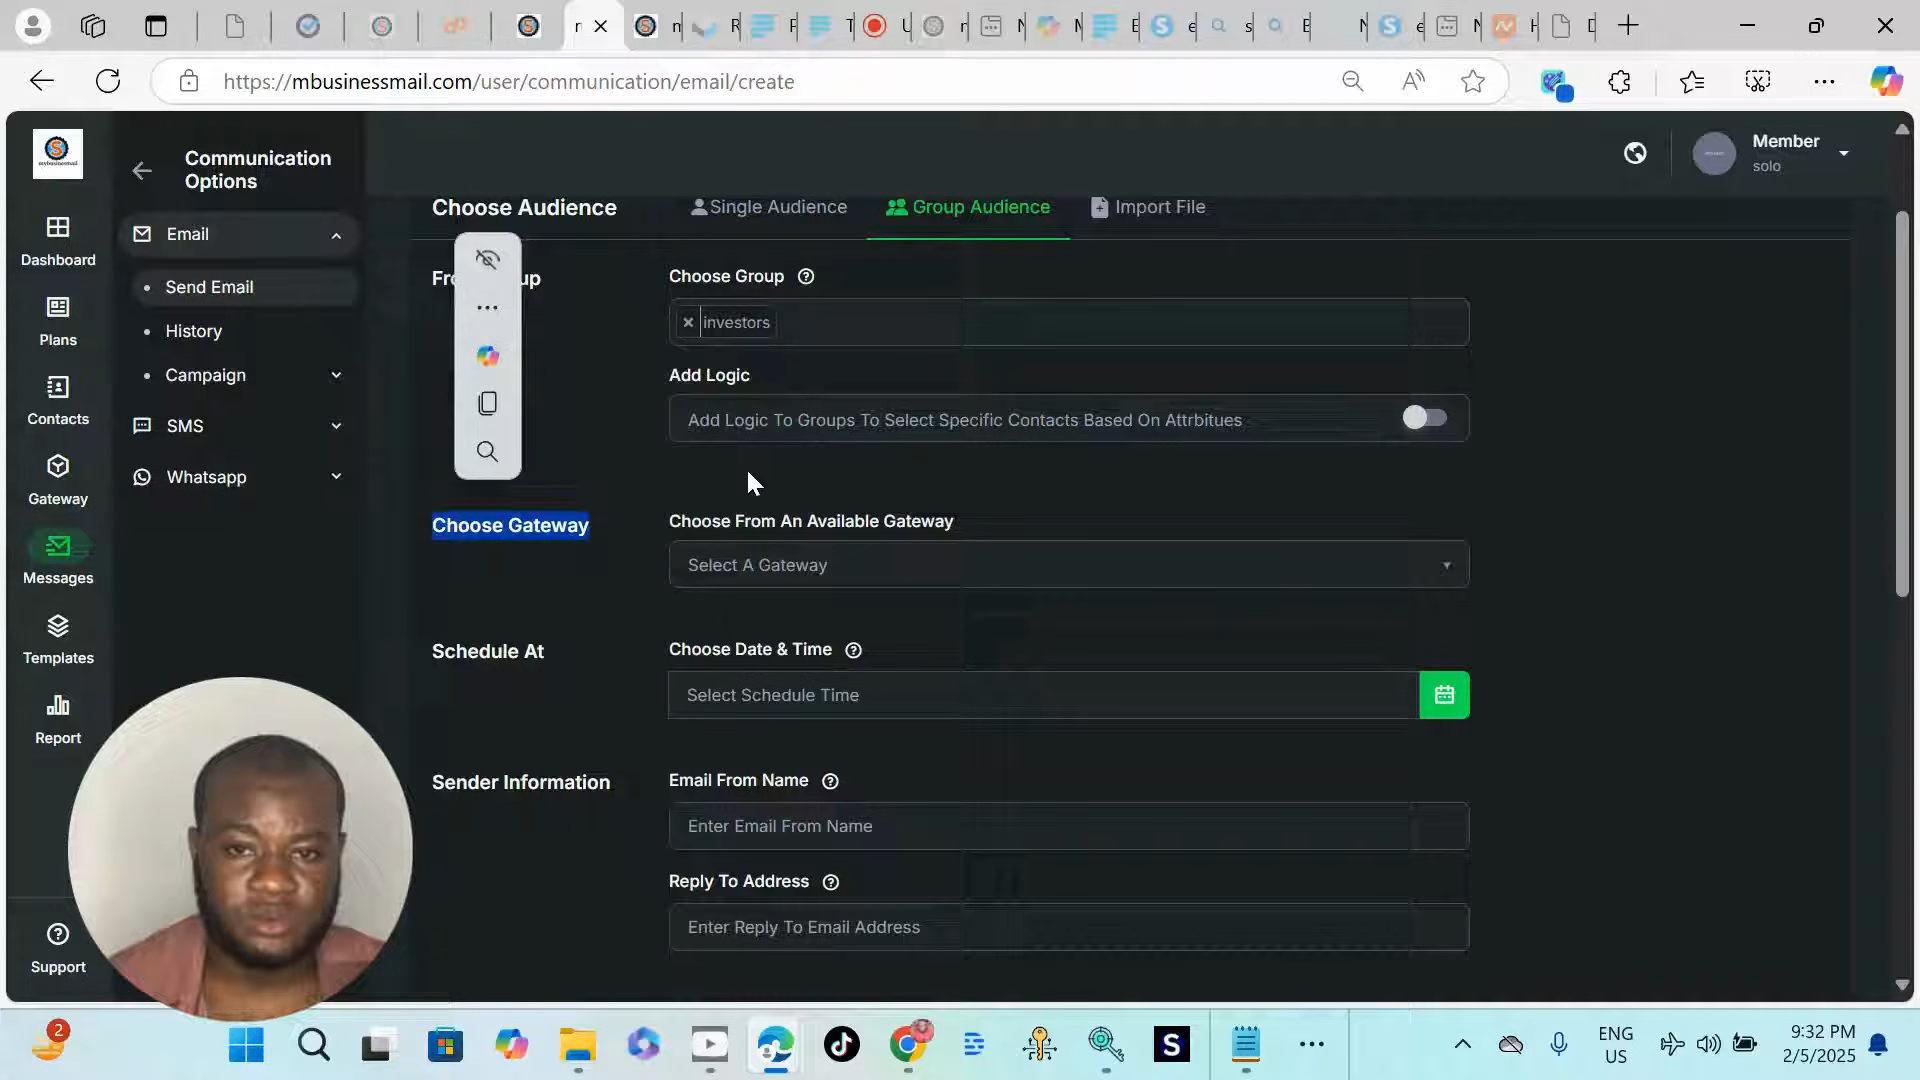 https://mbusinessmail.com/user/communication/email/create
Communication
Options
Member
solo
Dashboard
Plans
Contacts
Gateway
Messages
Templates
Report
Support
Email
Send Email
History
Campaign
SMS
Whatsapp
Choose Audience
Single Audience
Group Audience
Import File
Choose Group
investors
Add Logic
Add Logic To Groups To Select Specific Contacts Based On Attrbitues
Choose Gateway
Choose From An Available Gateway
Select A Gateway
Schedule At
Choose Date & Time
Select Schedule Time
Sender Information
Email From Name
Enter Email From Name
Reply To Address
Enter Reply To Email Address
2
ENG
US
9:32 PM
2/5/2025